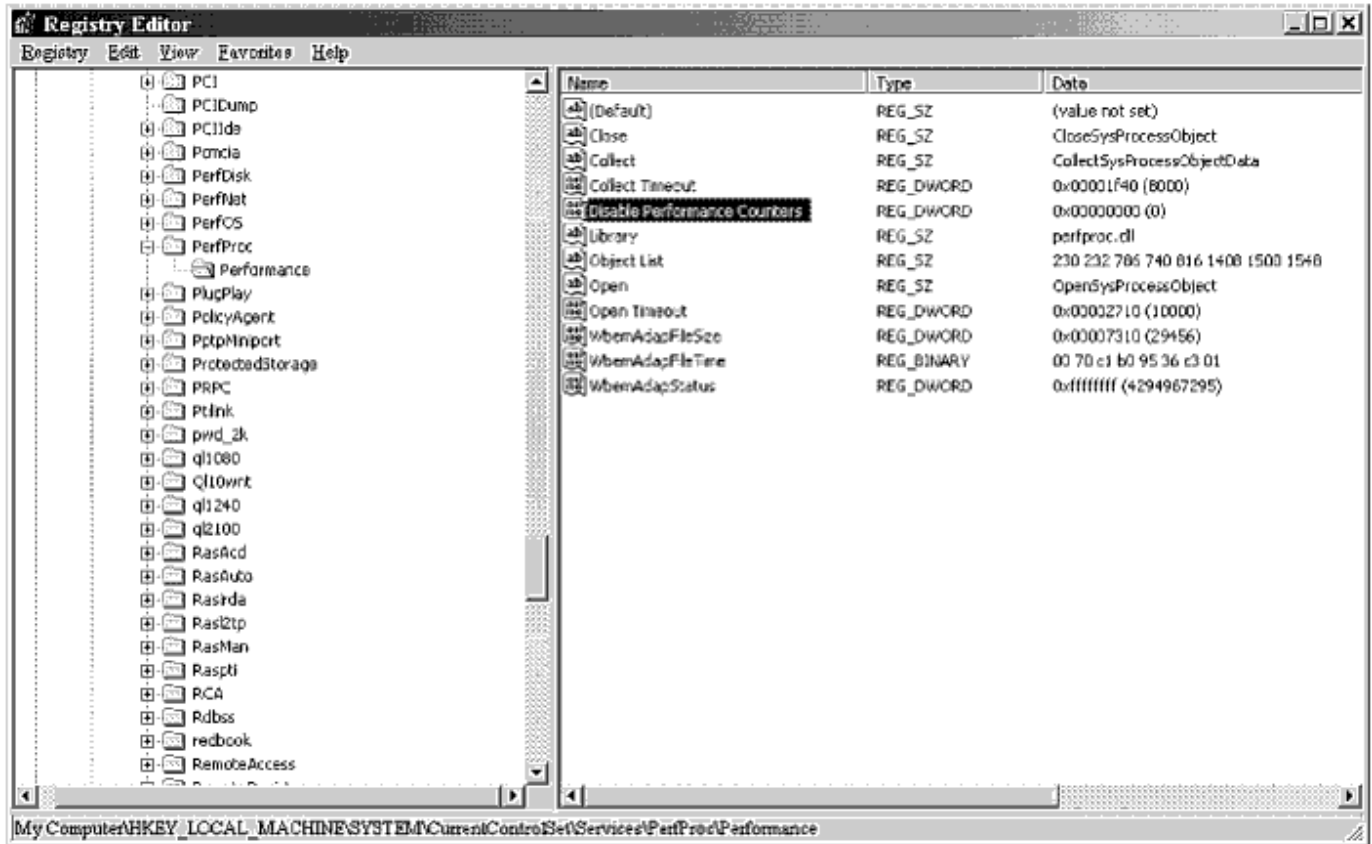 Registry Editor
Registry Edit View Favorites Help
PCI
PCIDump
PCIIde
Pcmcia
PerfDisk
PerfNet
PerfOS
PerfProc
Performance
PlugPlay
PolicyAgent
PptpMiniport
ProtectedStorage
PRPC
Ptilink
pwd_2k
ql1080
Ql10wnt
ql1240
ql2100
RasAcd
RasAuto
Rasirda
Rasl2tp
RasMan
Raspti
RCA
Rdbss
redbook
RemoteAccess
Name Type Data
(Default) REG_SZ (value not set)
Close REG_SZ CloseSysProcessObject
Collect REG_SZ CollectSysProcessObjectData
Collect Timeout REG_DWORD 0x00001f40 (8000)
Disable Performance Counters REG_DWORD 0x00000000 (0)
Library REG_SZ perfproc.dll
Object List REG_SZ 230 232 786 740 816 1408 1500 1548
Open REG_SZ OpenSysProcessObject
Open Timeout REG_DWORD 0x00002710 (10000)
WbemAdapFileSize REG_DWORD 0x00007310 (29456)
WbemAdapFileTime REG_BINARY 00 70 c1 b0 95 36 c3 01
WbemAdapStatus REG_DWORD 0xffffffff (4294967295)
My Computer\HKEY_LOCAL_MACHINE\SYSTEM\CurrentControlSet\Services\PerfProc\Performance